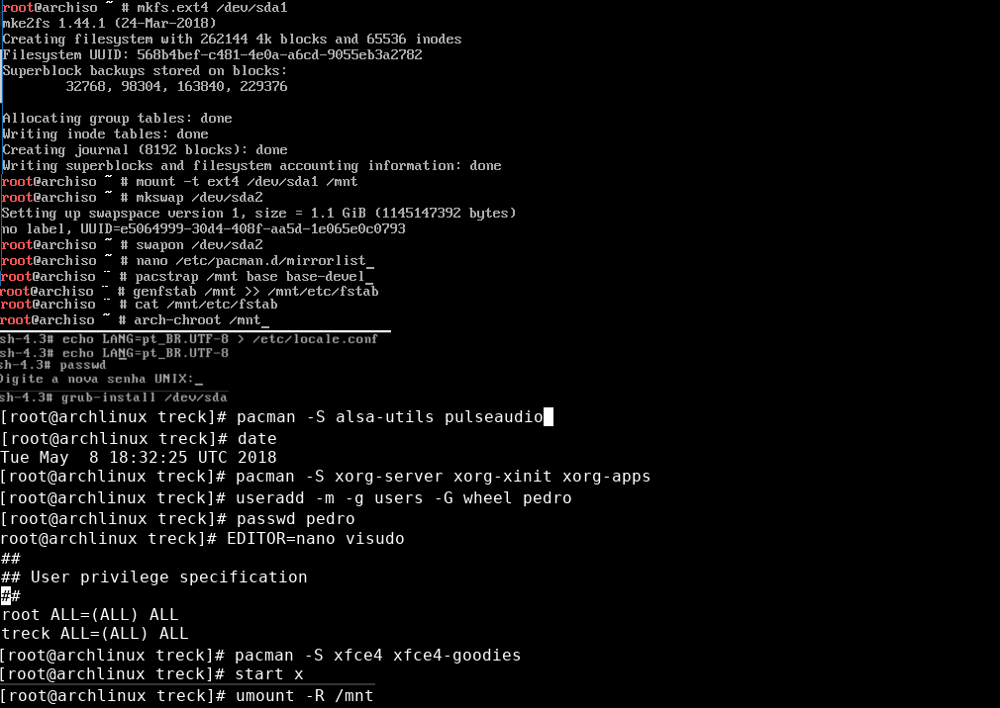 root@archiso ~ # mkfs.ext4 /dev/sda1
mke2fs 1.44.1 (24-Mar-2018)
Creating filesystem with 262144 4k blocks and 65536 inodes
Filesystem UUID: 568b4bef-c481-4e0a-a6cd-9055eb3a2782
Superblock backups stored on blocks:
32768, 98304, 163840, 229376
Allocating group tables: done
Writing inode tables: done
Creating journal (8192 blocks): done
Writing superblocks and filesystem accounting information: done
root@archiso ~ # mount -t ext4 /dev/sda1 /mnt
root@archiso ~ # mkswap /dev/sda2
Setting up swapspace version 1, size = 1.1 GiB (1145147392 bytes)
no label, UUID=e5064999-30d4-408f-aa5d-1e065e0c0793
root@archiso ~ # swapon /dev/sda2
root@archiso ~ # nano /etc/pacman.d/mirrorlist_
root@archiso ~ # pacstrap /mnt base base-devel_
root@archiso ~ # genfstab /mnt >> /mnt/etc/fstab
root@archiso ~ # cat /mnt/etc/fstab
root@archiso ~ # arch-chroot /mnt_
sh-4.3# echo LANG=pt_BR.UTF-8 > /etc/locale.conf
sh-4.3# echo LANG=pt_BR.UTF-8
sh-4.3# passwd
Digite a nova senha UNIX:_
sh-4.3# grub-install /dev/sda
[root@archlinux treck]# pacman -S alsa-utils pulseaudio
[root@archlinux treck]# date
Tue May  8 18:32:25 UTC 2018
[root@archlinux treck]# pacman -S xorg-server xorg-xinit xorg-apps
[root@archlinux treck]# useradd -m -g users -G wheel pedro
[root@archlinux treck]# passwd pedro
root@archlinux treck]# EDITOR=nano visudo
##
## User privilege specification
##
root ALL=(ALL) ALL
treck ALL=(ALL) ALL
[root@archlinux treck]# pacman -S xfce4 xfce4-goodies
[root@archlinux treck]# start x
[root@archlinux treck]# umount -R /mnt